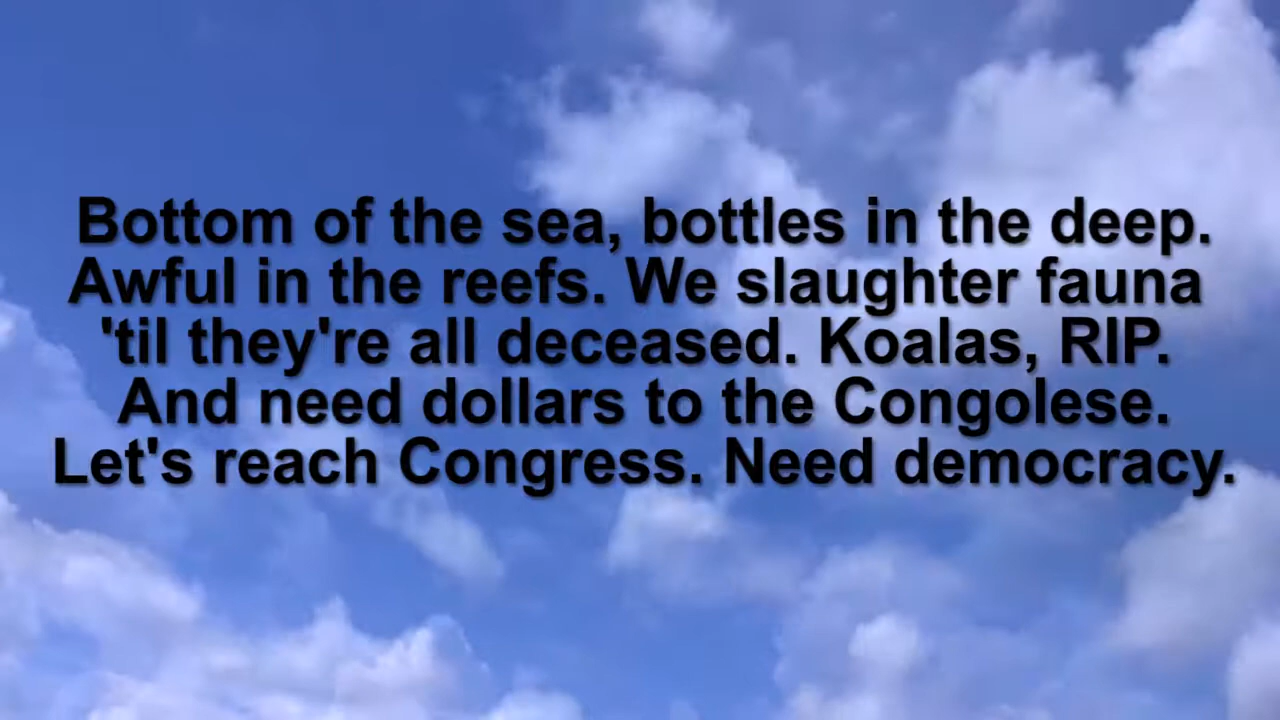 Bottom of the sea, bottles in the deep.
Awful in the reefs. We slaughter fauna
'til they're all deceased. Koalas, RIP.
And need dollars to the Congolese.
Let's reach Congress. Need democracy.